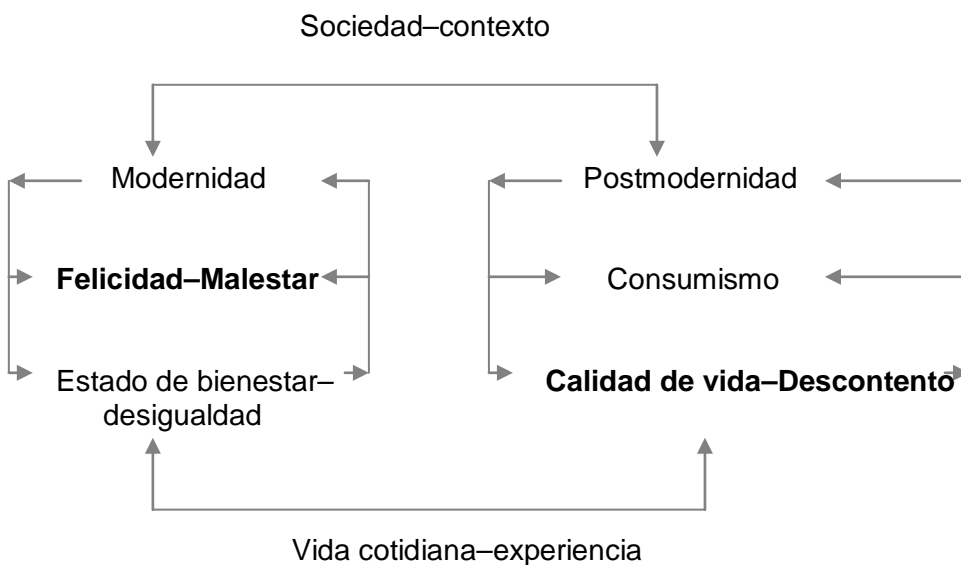 Sociedad–contexto
Modernidad
Postmodernidad
Felicidad–Malestar
Consumismo
Estado de bienestar–
desigualdad
Calidad de vida–Descontento
Vida cotidiana–experiencia